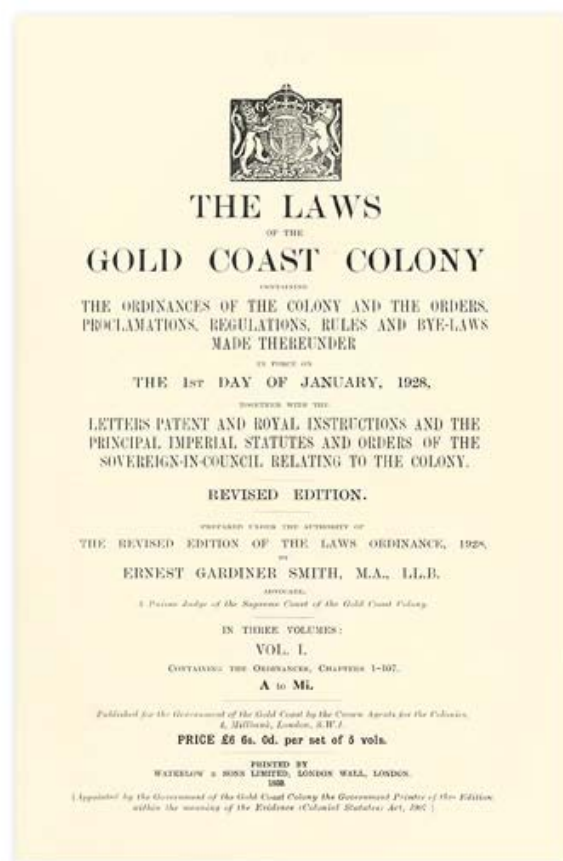 G R
THE LAWS
OF THE
GOLD COAST COLONY
CONTAINING
THE ORDINANCES OF THE COLONY AND THE ORDERS,
PROCLAMATIONS, REGULATIONS, RULES AND BYE-LAWS
MADE THEREUNDER
IN FORCE ON
THE 1ST DAY OF JANUARY, 1928,
TOGETHER WITH THE
LETTERS PATENT AND ROYAL INSTRUCTIONS AND THE
PRINCIPAL IMPERIAL STATUTES AND ORDERS OF THE
SOVEREIGN-IN-COUNCIL RELATING TO THE COLONY.
REVISED EDITION.
PREPARED UNDER THE AUTHORITY OF
THE REVISED EDITION OF THE LAWS ORDINANCE, 1928,
BY
ERNEST GARDINER SMITH, M.A., LL.B.
ADVOCATE,
A Puisne Judge of the Supreme Court of the Gold Coast Colony.
IN THREE VOLUMES:
VOL. I.
CONTAINING THE ORDINANCES, CHAPTERS 1-107.
A to Mi.
Published for the Government of the Gold Coast by the Crown Agents for the Colonies,
4, Millbank, London, S.W.1.
PRICE £6 6s. 0d. per set of 5 vols.
PRINTED BY
WATERLOW & SONS LIMITED, LONDON WALL, LONDON.
(Appointed by the Government of the Gold Coast Colony the Government Printer of this Edition
within the meaning of the Evidence (Colonial Statutes) Act, 1907.)